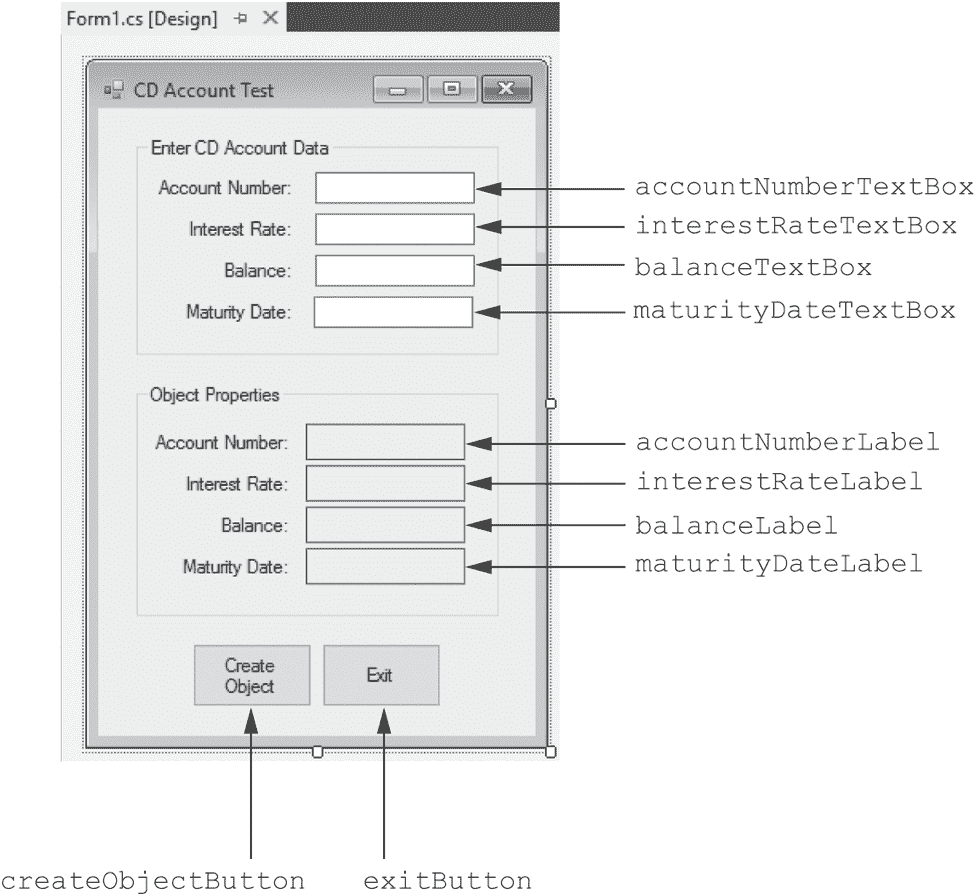 Form1.cs [Design]
CD Account Test
Enter CD Account Data
Account Number:
accountNumberTextBox
Interest Rate:
interestRateTextBox
Balance:
balanceTextBox
Maturity Date:
maturityDateTextBox
Object Properties
Account Number:
accountNumberLabel
Interest Rate:
interestRateLabel
Balance:
balanceLabel
Maturity Date:
maturityDateLabel
Create
Object
Exit
createObjectButton
exitButton